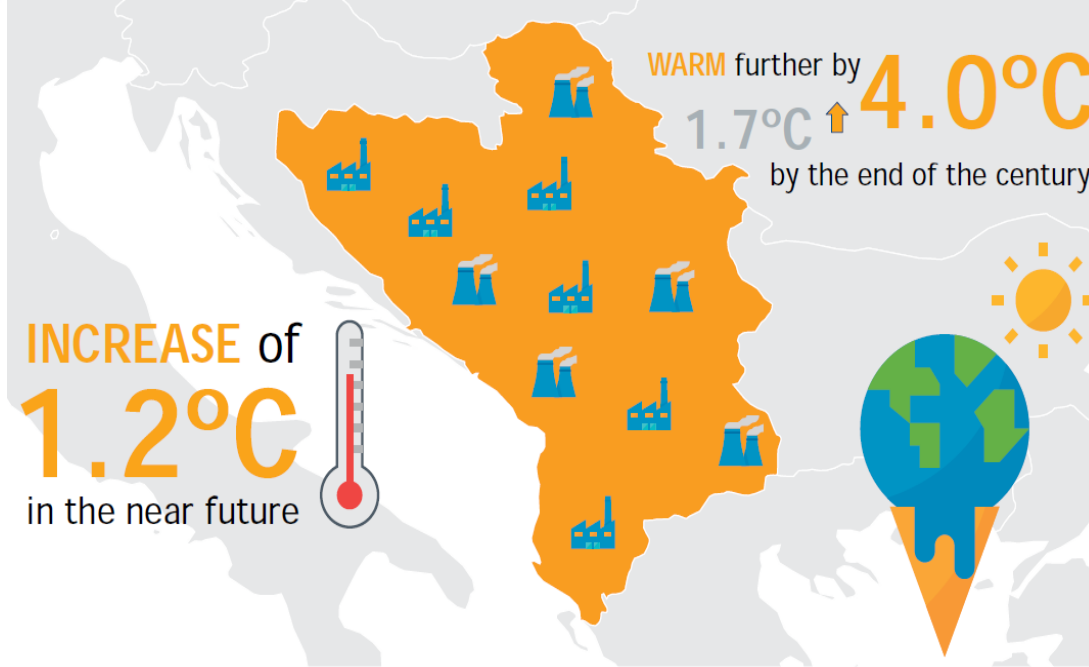 WARM further by
1.7ºC 4.0ºC
by the end of the century
INCREASE of
1.2ºC
in the near future